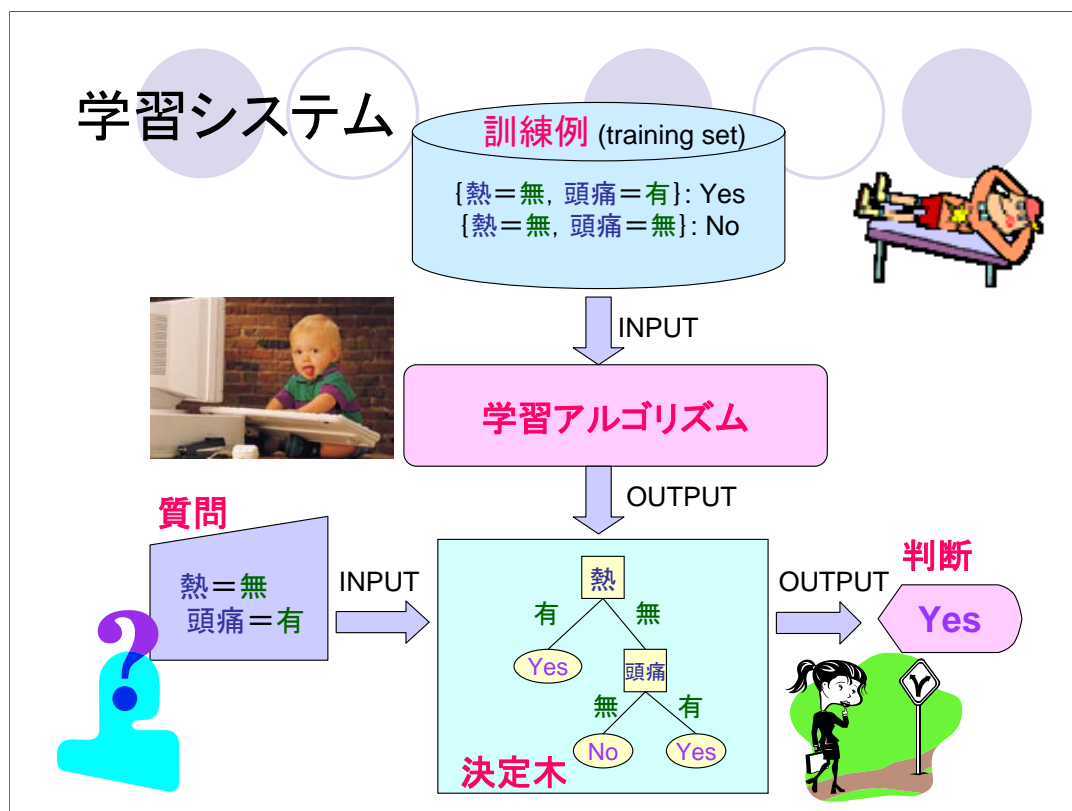 学習システム
訓練例 (training set)
{熱＝無, 頭痛＝有}: Yes
{熱＝無, 頭痛＝無}: No
INPUT
学習アルゴリズム
OUTPUT
質問
熱＝無
頭痛＝有
INPUT
熱
有 無
Yes 頭痛
無 有
No Yes
決定木
OUTPUT
判断
Yes
?